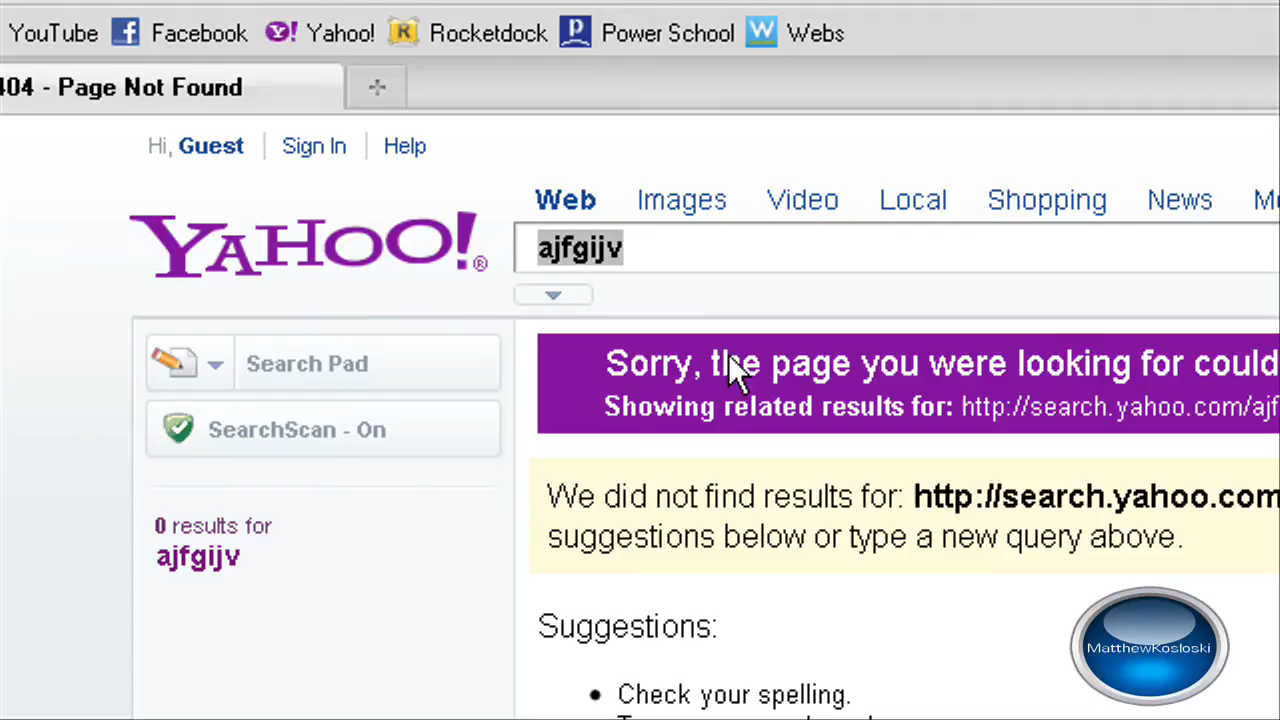 YouTube Facebook Yahoo! Rocketdock Power School Webs
404 - Page Not Found
Hi, Guest Sign In Help
Web Images Video Local Shopping News
YAHOO!®
ajfgijv
Search Pad
SearchScan - On
0 results for
ajfgijv
Sorry, the page you were looking for could
Showing related results for: http://search.yahoo.com/ajf
We did not find results for: http://search.yahoo.com
suggestions below or type a new query above.
Suggestions:
• Check your spelling.
MatthewKosloski